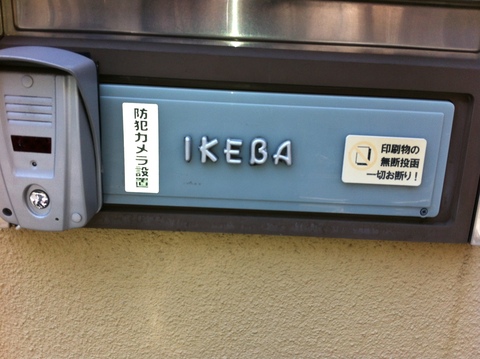 防犯カメラ設置
IKEBA
印刷物の
無断投函
一切お断り!